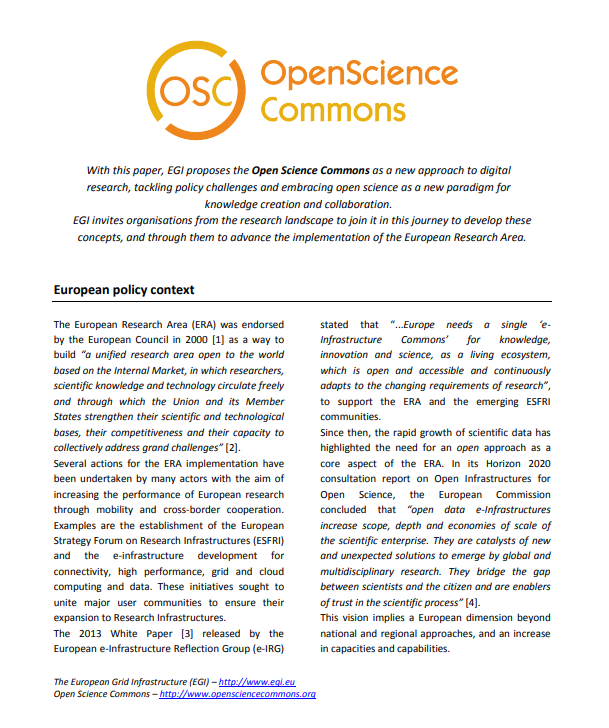 OSC
OpenScience
Commons
With this paper, EGI proposes the Open Science Commons as a new approach to digital
research, tackling policy challenges and embracing open science as a new paradigm for
knowledge creation and collaboration.
EGI invites organisations from the research landscape to join it in this journey to develop these
concepts, and through them to advance the implementation of the European Research Area.
European policy context
The European Research Area (ERA) was endorsed
by the European Council in 2000 [1] as a way to
build “a unified research area open to the world
based on the Internal Market, in which researchers,
scientific knowledge and technology circulate freely
and through which the Union and its Member
States strengthen their scientific and technological
bases, their competitiveness and their capacity to
collectively address grand challenges” [2].
Several actions for the ERA implementation have
been undertaken by many actors with the aim of
increasing the performance of European research
through mobility and cross-border cooperation.
Examples are the establishment of the European
Strategy Forum on Research Infrastructures (ESFRI)
and the e-infrastructure development for
connectivity, high performance, grid and cloud
computing and data. These initiatives sought to
unite major user communities to ensure their
expansion to Research Infrastructures.
The 2013 White Paper [3] released by the
European e-Infrastructure Reflection Group (e-IRG)
stated that “...Europe needs a single ‘e-
Infrastructure Commons’ for knowledge,
innovation and science, as a living ecosystem,
which is open and accessible and continuously
adapts to the changing requirements of research”,
to support the ERA and the emerging ESFRI
communities.
Since then, the rapid growth of scientific data has
highlighted the need for an open approach as a
core aspect of the ERA. In its Horizon 2020
consultation report on Open Infrastructures for
Open Science, the European Commission
concluded that “open data e-Infrastructures
increase scope, depth and economies of scale of
the scientific enterprise. They are catalysts of new
and unexpected solutions to emerge by global and
multidisciplinary research. They bridge the gap
between scientists and the citizen and are enablers
of trust in the scientific process” [4].
This vision implies a European dimension beyond
national and regional approaches, and an increase
in capacities and capabilities.
The European Grid Infrastructure (EGI) – http://www.egi.eu
Open Science Commons – http://www.opensciencecommons.org